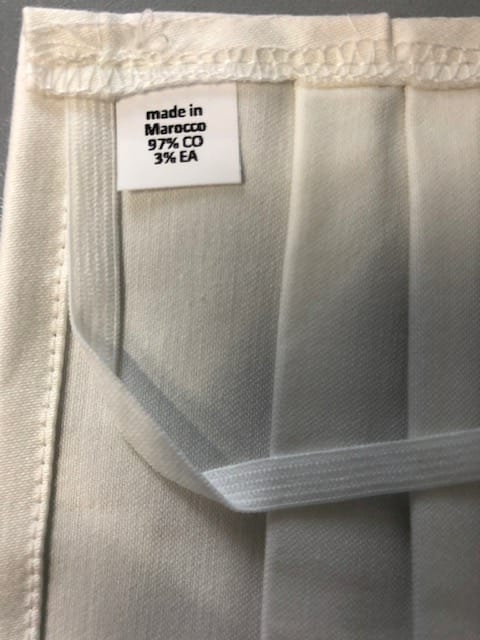 made in
Marocco
97% CO
3% EA